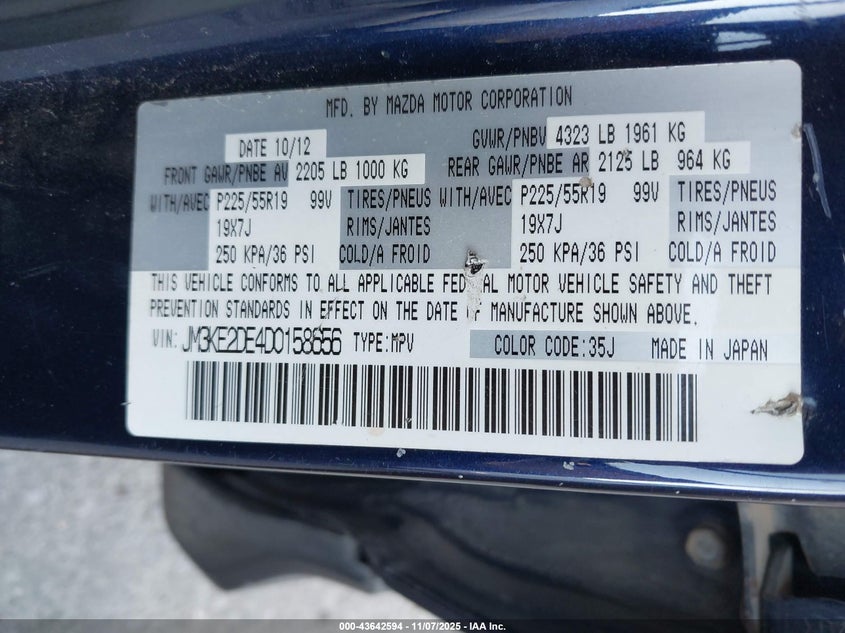 MFD. BY MAZDA MOTOR CORPORATION
DATE 10/12 GVWR/PNBV 4323 LB 1961 KG
FRONT GAWR/PNBE AV 2205 LB 1000 KG REAR GAWR/PNBE AR 2125 LB 964 KG
WITH/AVEC P225/55R19 99V TIRES/PNEUS WITH/AVEC P225/55R19 99V TIRES/PNEUS
19X7J RIMS/JANTES 19X7J RIMS/JANTES
250 KPA/36 PSI COLD/A FROID 250 KPA/36 PSI COLD/A FROID
THIS VEHICLE CONFORMS TO ALL APPLICABLE FEDERAL MOTOR VEHICLE SAFETY AND THEFT
PREVENTION STANDARDS IN EFFECT ON THE DATE OF MANUFACTURE SHOWN ABOVE.
VIN: JM3KE2DE4D0158656 TYPE:MPV COLOR CODE:35J MADE IN JAPAN
000-43642594 | 11/07/2025 | IAA Inc.